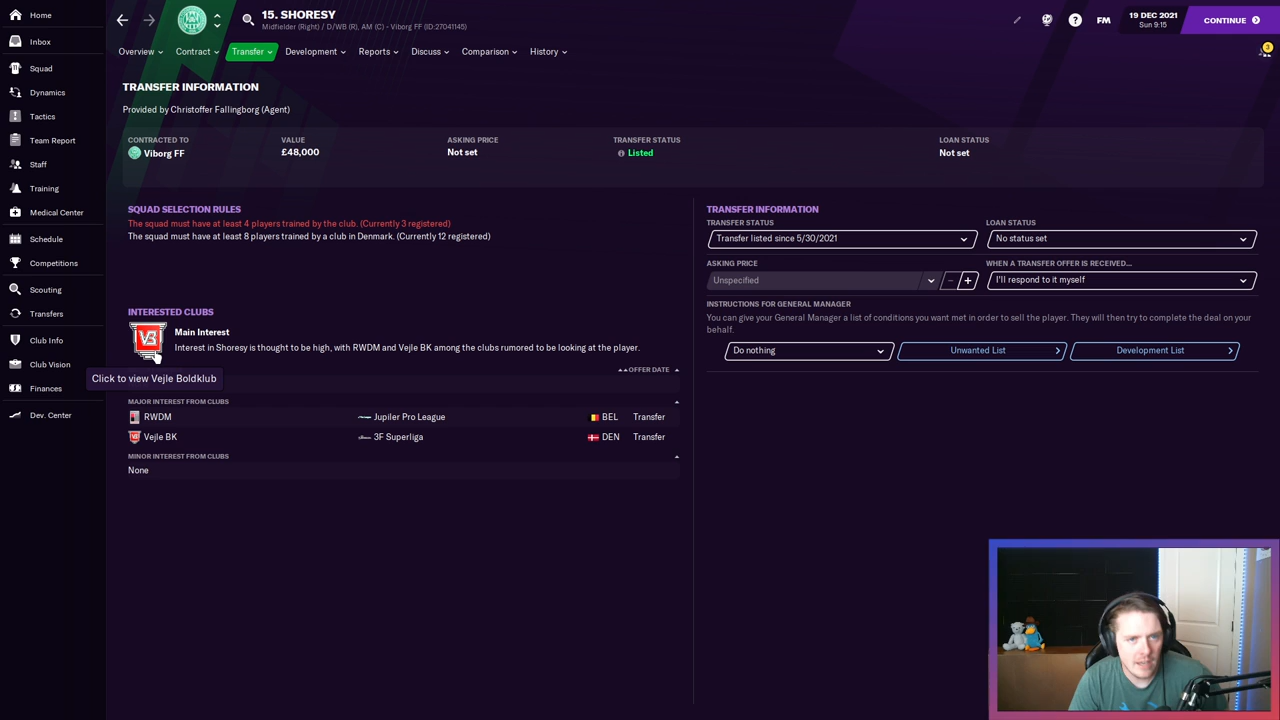 Home
Inbox
Squad
Dynamics
Tactics
Team Report
Staff
Training
Medical Center
Schedule
Competitions
Scouting
Transfers
Club Info
Club Vision
Finances
Dev. Center
15. SHORESY
Midfielder (Right) / D/WB (R), AM (C) - Viborg FF (ID:27041145)
?
FM
19 DEC 2021
Sun 9:15
CONTINUE
Overview
Contract
Transfer
Development
Reports
Discuss
Comparison
History
2
TRANSFER INFORMATION
Provided by Christoffer Fallingborg (Agent)
CONTRACTED TO
Viborg FF
VALUE
£48,000
ASKING PRICE
Not set
TRANSFER STATUS
Listed
LOAN STATUS
Not set
SQUAD SELECTION RULES
The squad must have at least 4 players trained by the club. (Currently 3 registered)
The squad must have at least 8 players trained by a club in Denmark. (Currently 12 registered)
INTERESTED CLUBS
VB
Main Interest
Interest in Shoresy is thought to be high, with RWDM and Vejle BK among the clubs rumored to be looking at the player.
Click to view Vejle Boldklub
OFFER DATE
MAJOR INTEREST FROM CLUBS
RWDM Jupiler Pro League BEL Transfer
Vejle BK 3F Superliga DEN Transfer
MINOR INTEREST FROM CLUBS
None
TRANSFER INFORMATION
TRANSFER STATUS
Transfer listed since 5/30/2021
LOAN STATUS
No status set
ASKING PRICE
Unspecified
WHEN A TRANSFER OFFER IS RECEIVED...
I'll respond to it myself
INSTRUCTIONS FOR GENERAL MANAGER
You can give your General Manager a list of conditions you want met in order to sell the player. They will then try to complete the deal on your
behalf.
Do nothing
Unwanted List
Development List